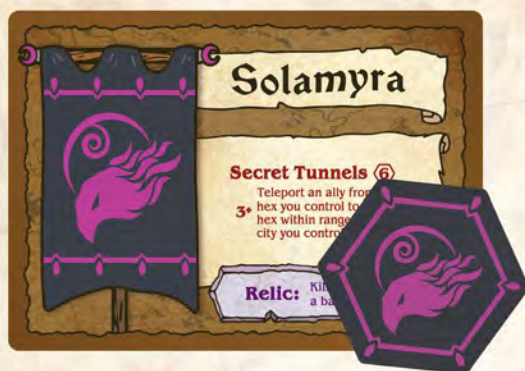 Solamyra
Secret Tunnels 6
Teleport an ally
3+ hex you control to
hex within range
city you control
Relic:
a